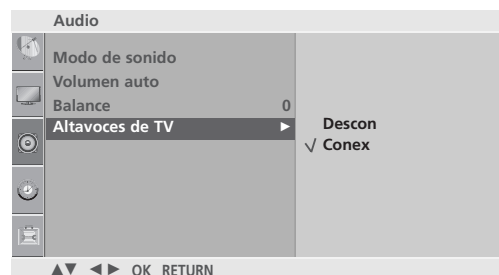 Audio
Modo de sonido
Volumen auto
Balance 0
Altavoces de TV ►
Descon
√ Conex
▲▼ ◄► OK RETURN